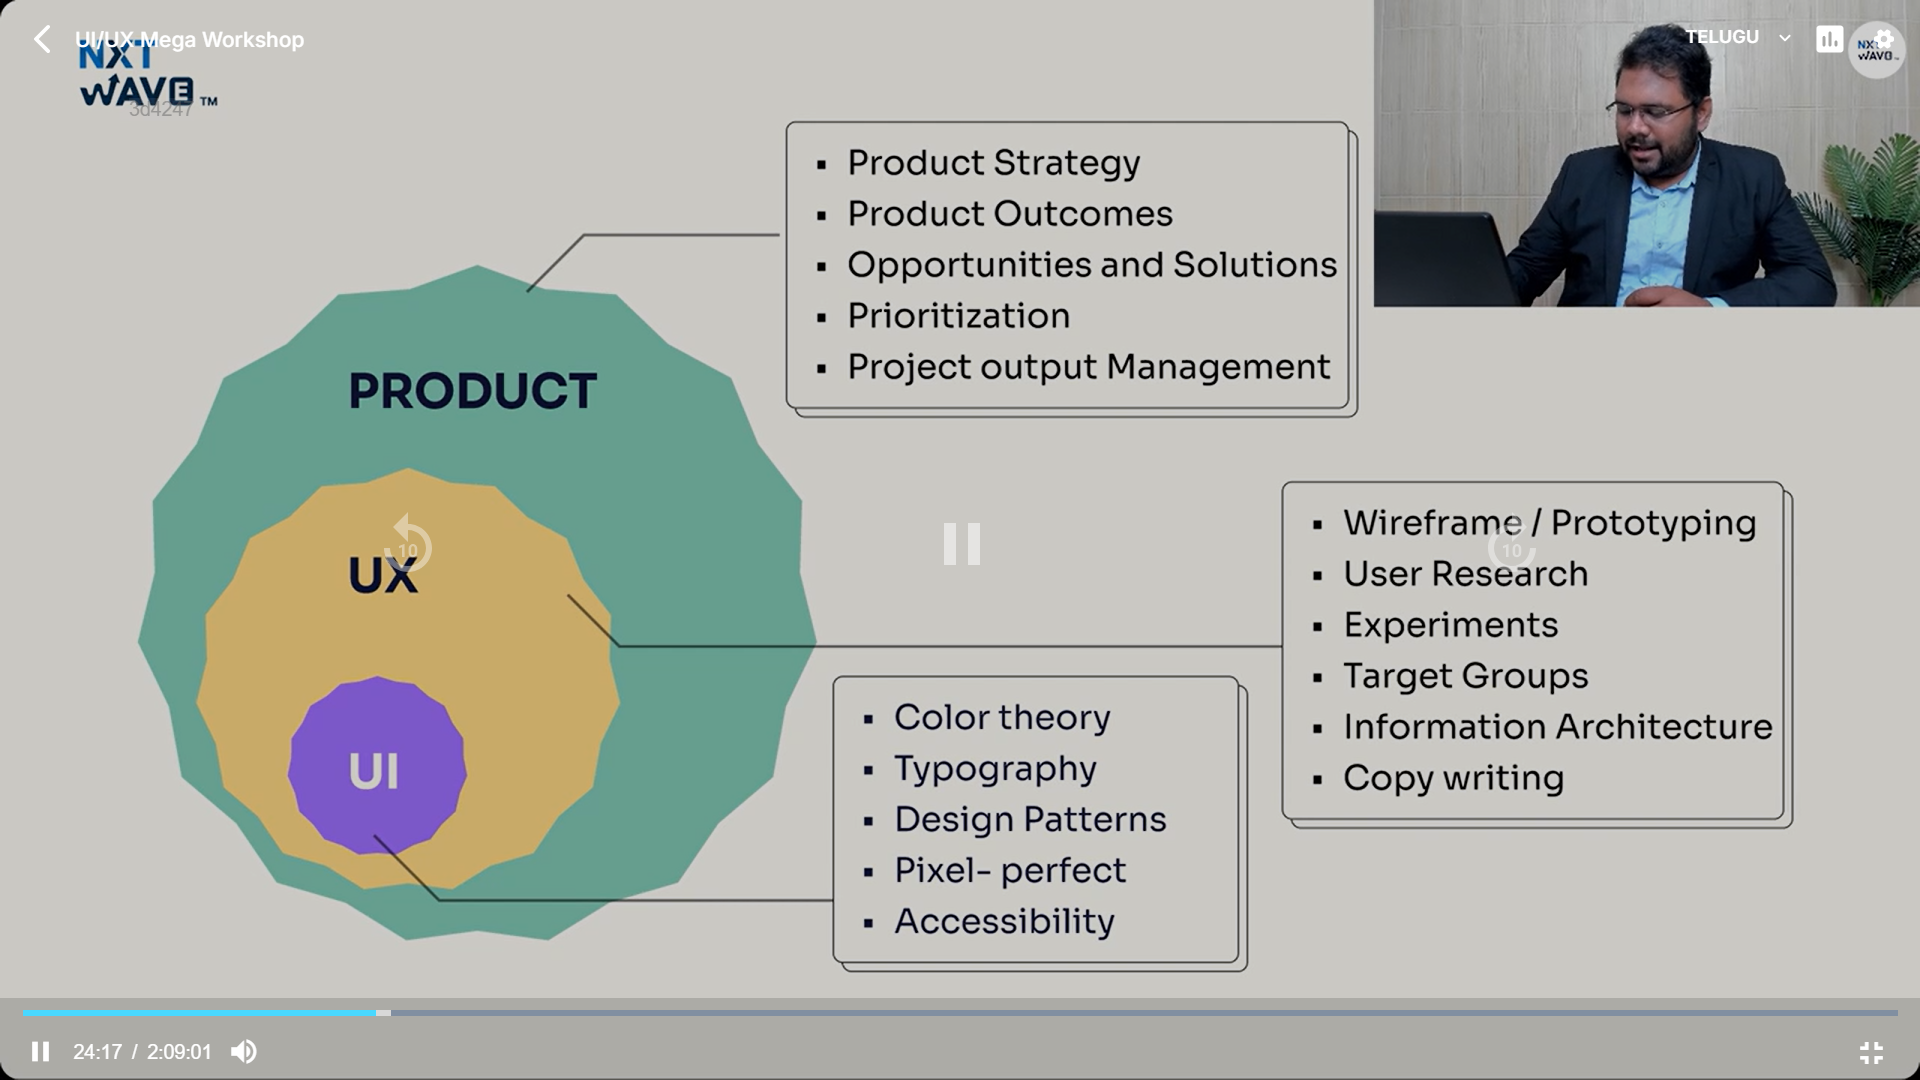 UI/UX Mega Workshop
TELUGU
NXT
WAVE™
3d4247
NXT
WAVE
▪ Product Strategy
▪ Product Outcomes
▪ Opportunities and Solutions
▪ Prioritization
▪ Project output Management
PRODUCT
UX
UI
10
10
▪ Wireframe / Prototyping
▪ User Research
▪ Experiments
▪ Target Groups
▪ Information Architecture
▪ Copy writing
▪ Color theory
▪ Typography
▪ Design Patterns
▪ Pixel- perfect
▪ Accessibility
24:17 / 2:09:01